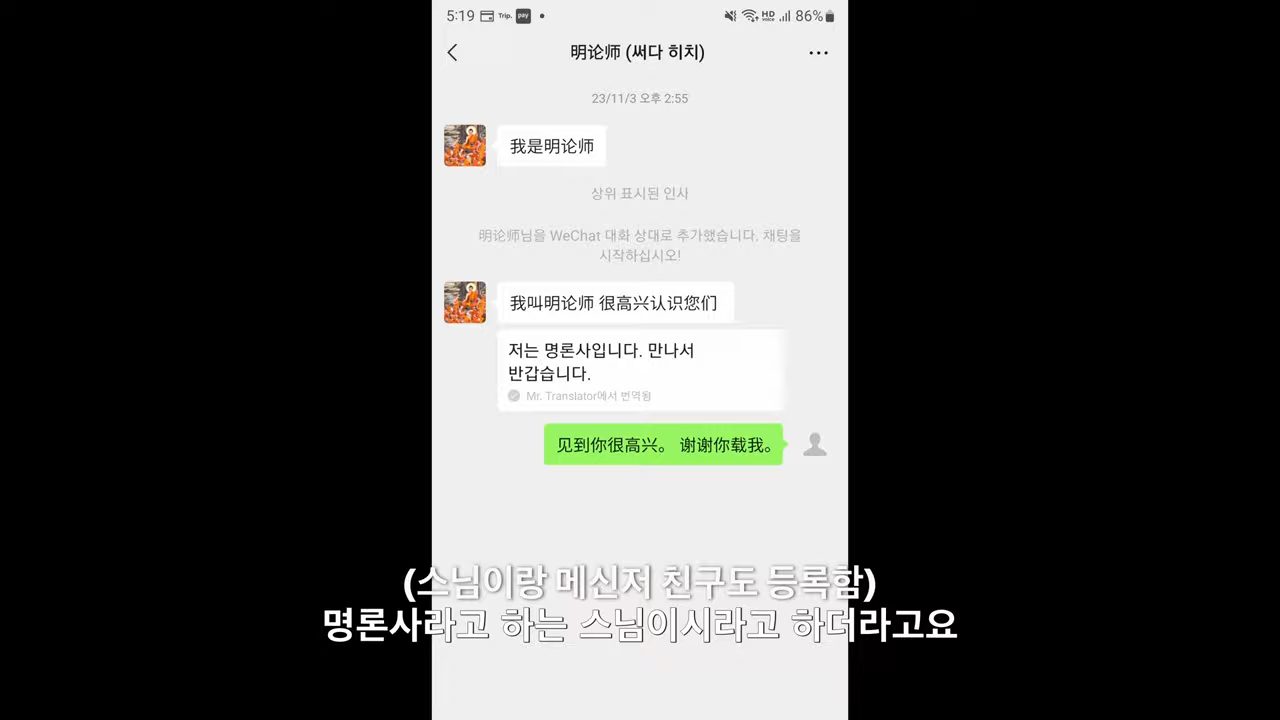 5:19 Trip. pay HD voice 86%
明论师 (써다 히치)
23/11/3 오후 2:55
我是明论师
상위 표시된 인사
明论师님을 WeChat 대화 상대로 추가했습니다. 채팅을
시작하십시오!
我叫明论师 很高兴认识您们
저는 명론사입니다. 만나서
반갑습니다.
Mr. Translator에서 번역됨
见到你很高兴。 谢谢你载我。
(스님이랑 메신저 친구도 등록함)
명론사라고 하는 스님이시라고 하더라고요